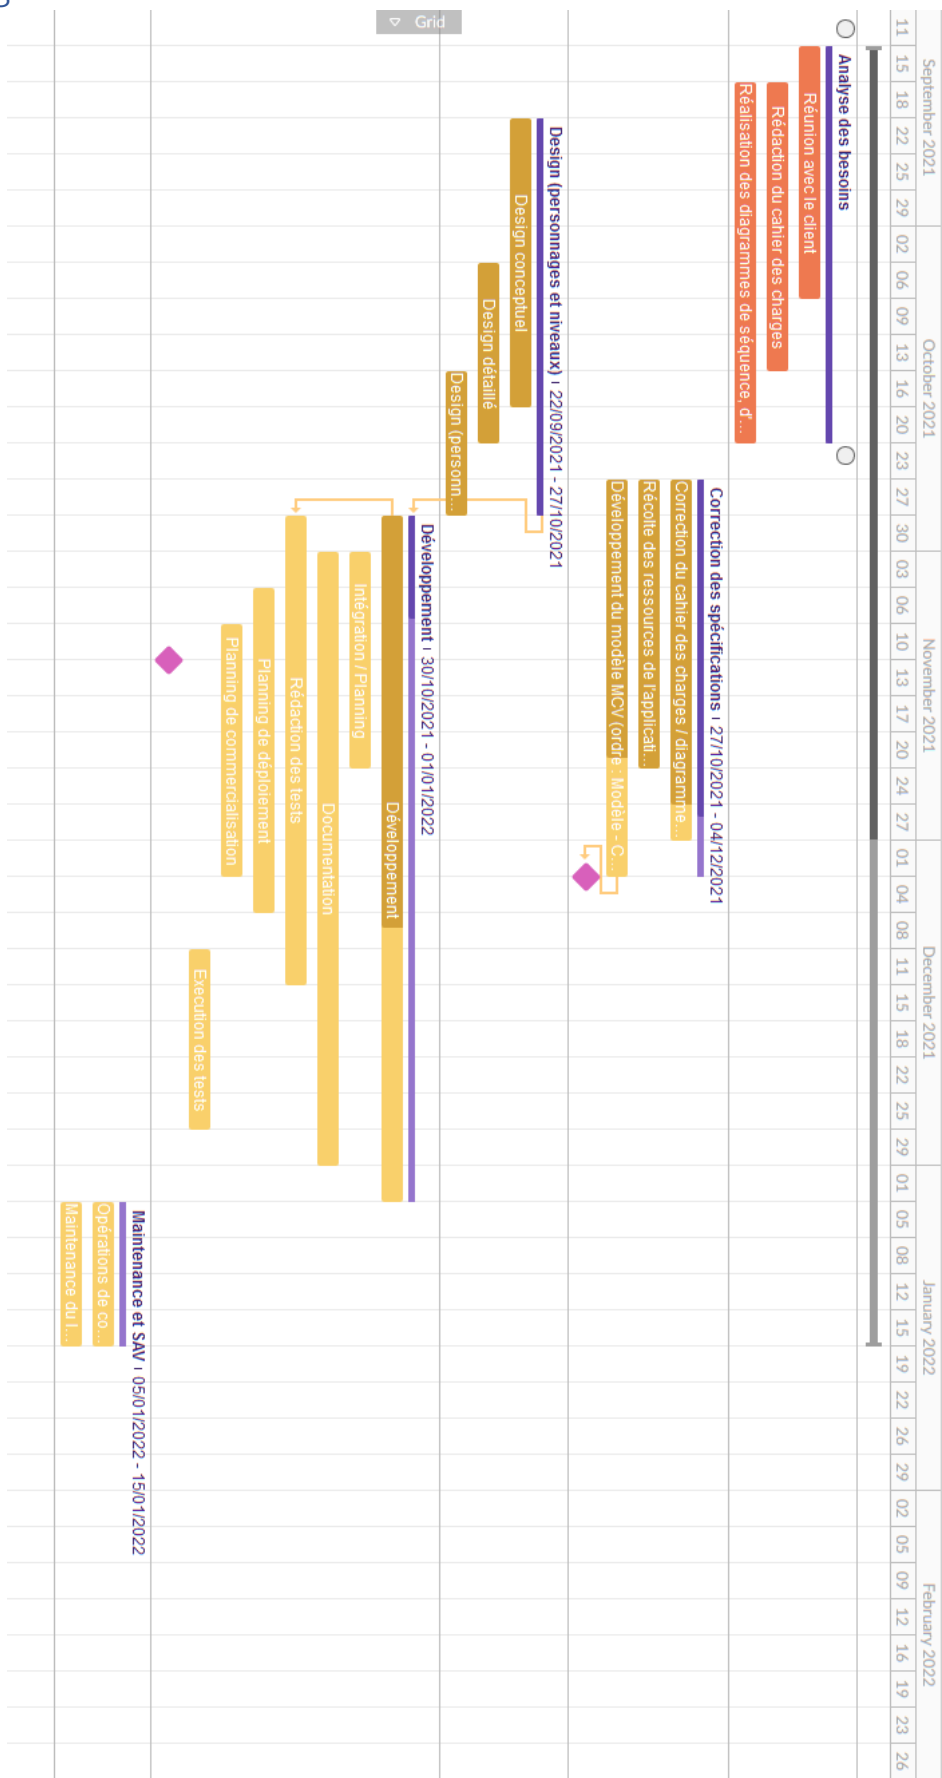 September 2021
October 2021
November 2021
December 2021
January 2022
February 2022
11 15 18 22 25 29 02 06 09 13 16 20 23 27 30 03 06 10 13 17 20 24 27 01 04 08 11 15 18 22 25 29 01 05 08 12 15 19 22 26 29 02 05 09 12 16 19 23 26
Analyse des besoins
Réunion avec le client
Rédaction du cahier des charges
Réalisation des diagrammes de séquence, d'...
Correction des spécifications ı 27/10/2021 - 04/12/2021
Correction du cahier des charges / diagramme...
Récolte des ressources de l'applicati...
Développement du modèle MCV (ordre : Modèle - C...
Design (personnages et niveaux) ı 22/09/2021 - 27/10/2021
Design conceptuel
Design détaillé
Design (personn...
Développement ı 30/10/2021 - 01/01/2022
Développement
Intégration / Planning
Documentation
Rédaction des tests
Planning de déploiement
Planning de commercialisation
Execution des tests
Maintenance et SAV ı 05/01/2022 - 15/01/2022
Opérations de co...
Maintenance du l...
Grid